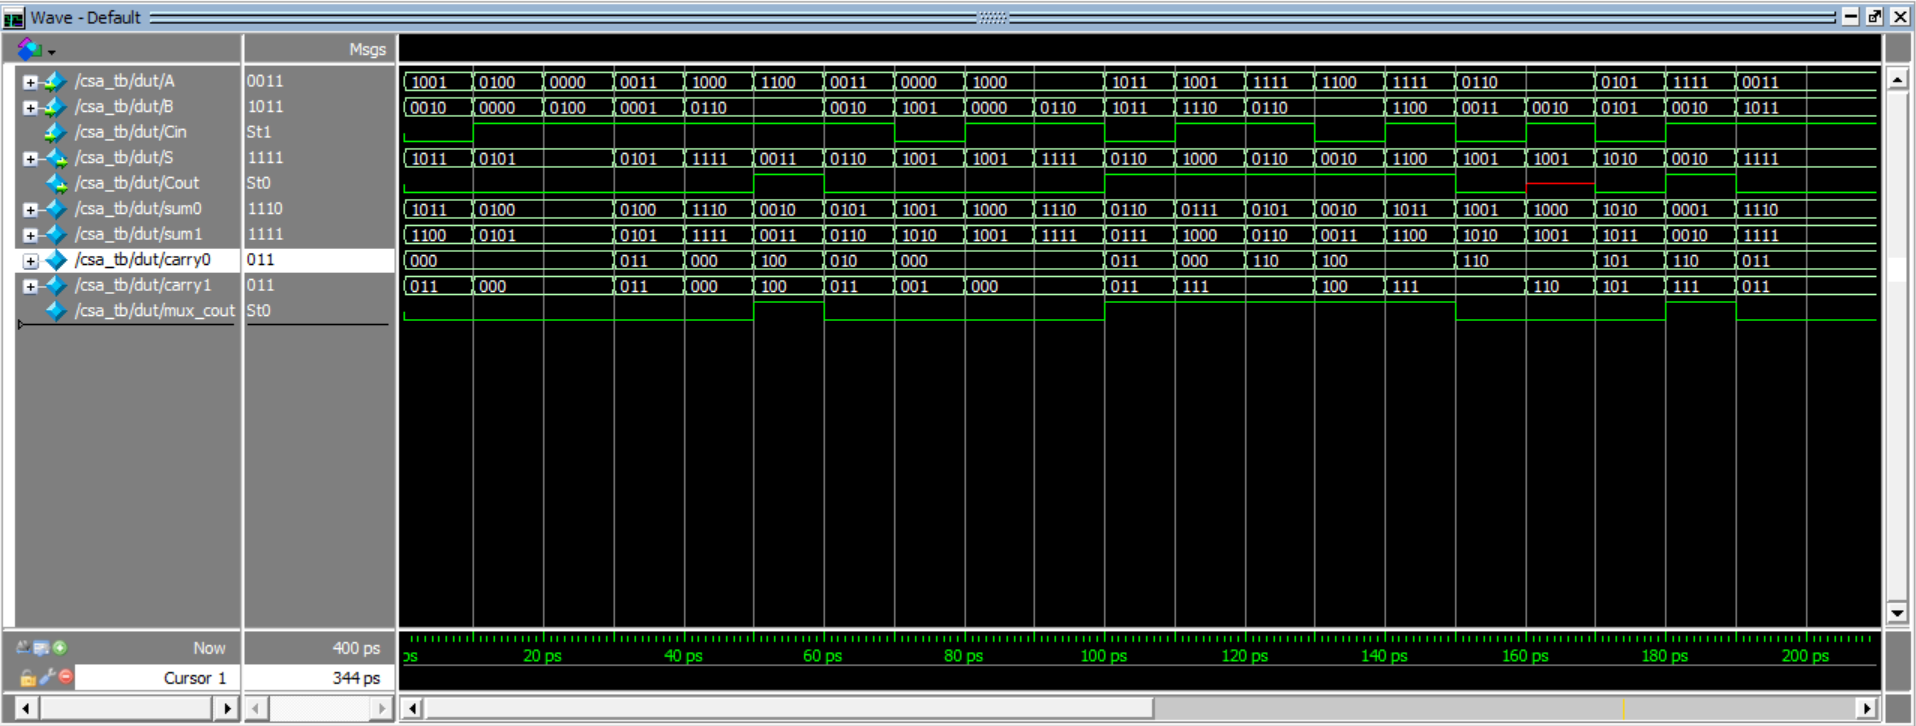 Wave - Default
Msgs
/csa_tb/dut/A 0011 1001 0100 0000 0011 1000 1100 0011 0000 1000 1011 1001 1111 1100 1111 0110 0101 1111 0011
/csa_tb/dut/B 1011 0010 0000 0100 0001 0110 0010 1001 0000 0110 1011 1110 0110 1100 0011 0010 0101 0010 1011
/csa_tb/dut/Cin St1
/csa_tb/dut/S 1111 1011 0101 0101 1111 0011 0110 1001 1001 1111 0110 1000 0110 0010 1100 1001 1001 1010 0010 1111
/csa_tb/dut/Cout St0
/csa_tb/dut/sum0 1110 1011 0100 0100 1110 0010 0101 1001 1000 1110 0110 0111 0101 0010 1011 1001 1000 1010 0001 1110
/csa_tb/dut/sum1 1111 1100 0101 0101 1111 0011 0110 1010 1001 1111 0111 1000 0110 0011 1100 1010 1001 1011 0010 1111
/csa_tb/dut/carry0 011 000 011 000 100 010 000 011 000 110 100 110 101 110 011
/csa_tb/dut/carry1 011 011 000 011 000 100 011 001 000 011 111 100 111 110 101 111 011
/csa_tb/dut/mux_cout St0
Now 400 ps
ps 20 ps 40 ps 60 ps 80 ps 100 ps 120 ps 140 ps 160 ps 180 ps 200 ps
Cursor 1 344 ps